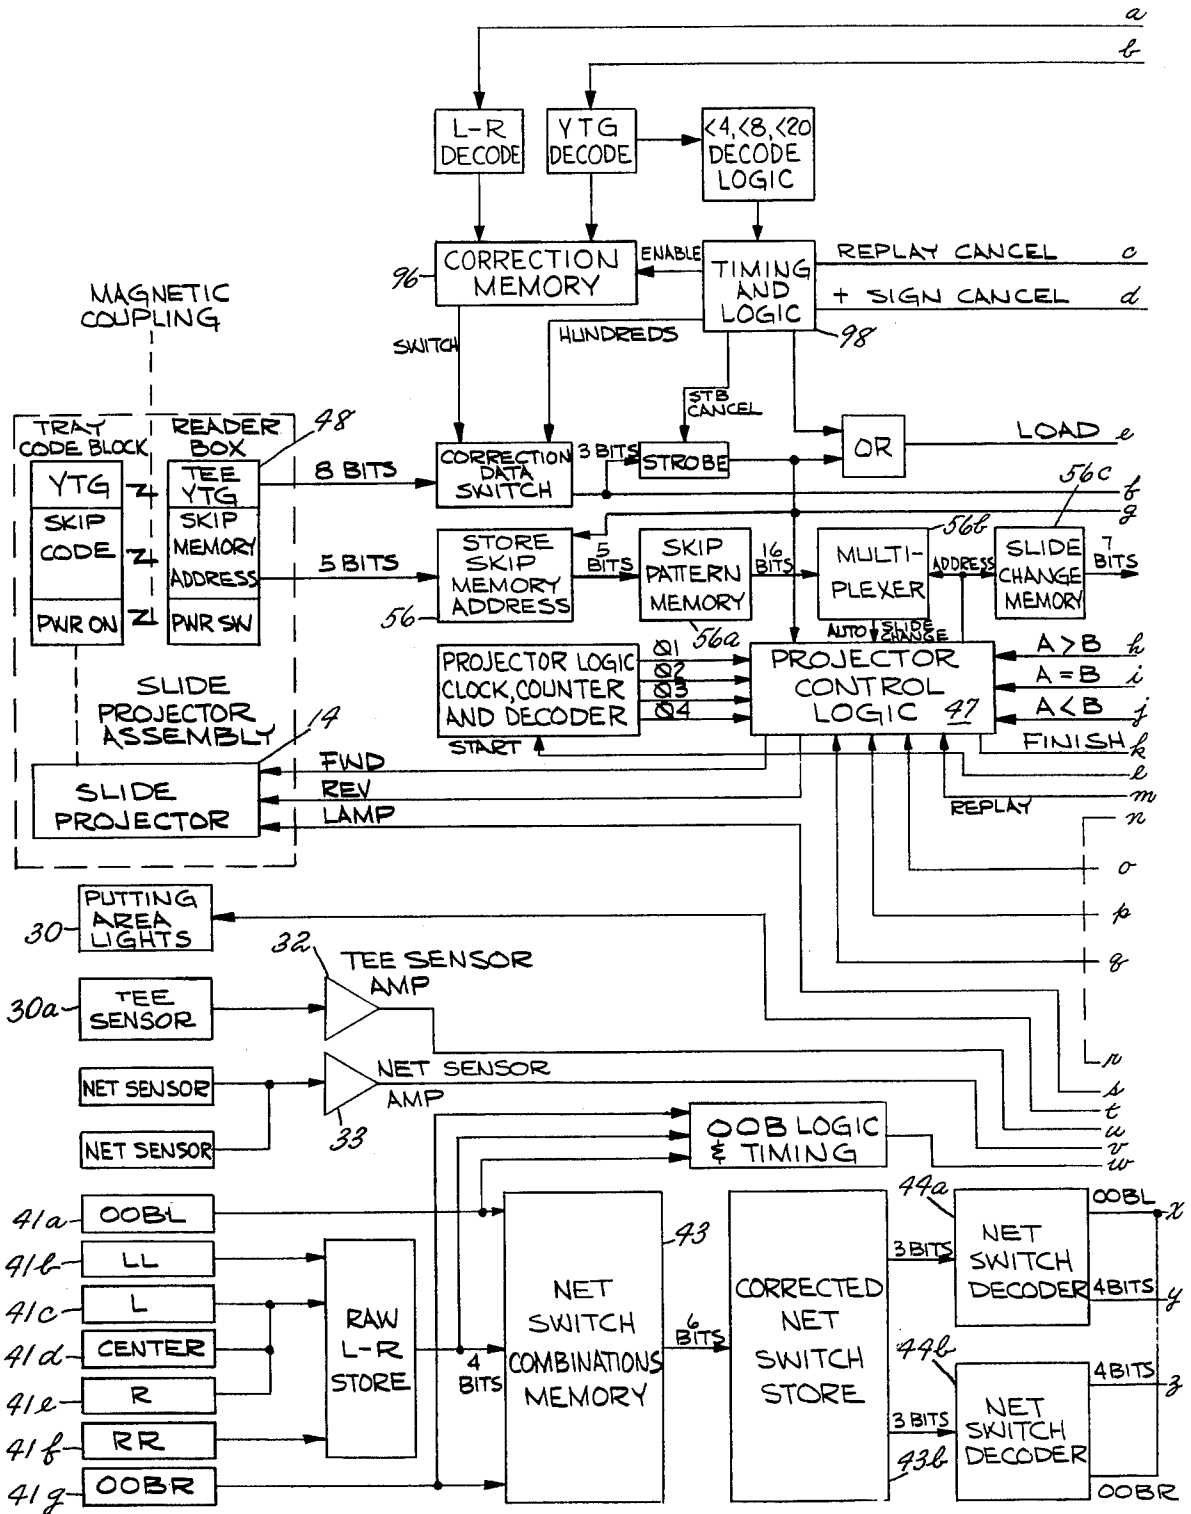 a
b
L-R
DECODE
YTG
DECODE
<4,<8,<20
DECODE
LOGIC
96
CORRECTION
MEMORY
ENABLE
TIMING
AND
LOGIC
REPLAY CANCEL c
+ SIGN CANCEL d
98
MAGNETIC
COUPLING
SWITCH
HUNDREDS
STB
CANCEL
TRAY
CODE BLOCK
READER
BOX
48
YTG
TEE
YTG
8 BITS
CORRECTION
DATA
SWITCH
3 BITS
STROBE
OR
LOAD e
f
g
56c
SKIP
CODE
SKIP
MEMORY
ADDRESS
5 BITS
STORE
SKIP
MEMORY
ADDRESS
56
5
BITS
SKIP
PATTERN
MEMORY
56a
16
BITS
56b
MULTI-
PLEXER
ADDRESS
SLIDE
CHANGE
MEMORY
7
BITS
PWR ON
PWR SW
AUTO SLIDE
CHANGE
PROJECTOR LOGIC
CLOCK, COUNTER
AND DECODER
Ø1
Ø2
Ø3
Ø4
START
PROJECTOR
CONTROL
LOGIC 47
A > B h
A = B i
A < B j
FINISH k
l
m
REPLAY
SLIDE
PROJECTOR
ASSEMBLY
14
SLIDE
PROJECTOR
FWD
REV
LAMP
n
o
p
q
r
s
t
u
v
w
30
PUTTING
AREA
LIGHTS
30a
TEE
SENSOR
32
TEE SENSOR
AMP
NET SENSOR
NET SENSOR
NET SENSOR
AMP
33
OOB LOGIC
& TIMING
41a OOBL
41b LL
41c L
41d CENTER
41e R
41f RR
41g OOBR
RAW
L-R
STORE
4
BITS
NET
SWITCH
COMBINATIONS
MEMORY
43
6
BITS
CORRECTED
NET
SWITCH
STORE
43b
3 BITS
3 BITS
44a
NET
SWITCH
DECODER
OOBL x
4 BITS y
44b
NET
SWITCH
DECODER
4 BITS z
OOBR